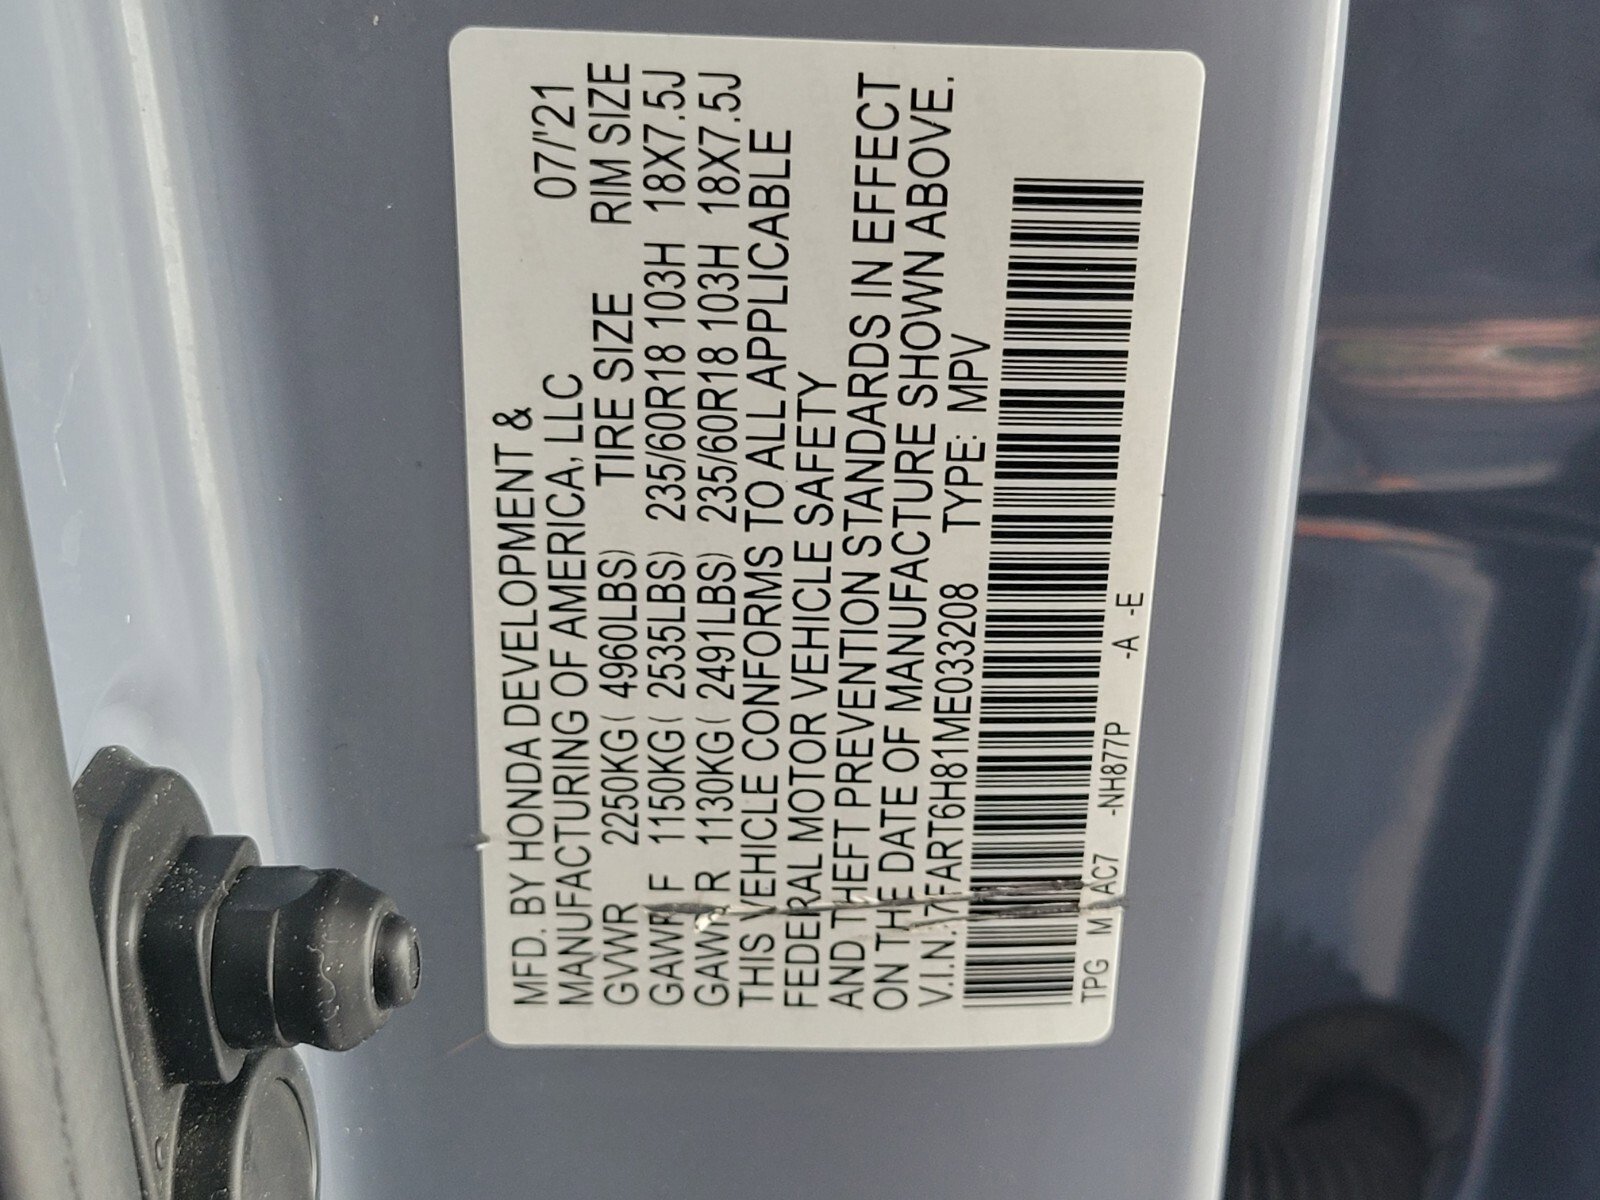 MFD. BY HONDA DEVELOPMENT &
MANUFACTURING OF AMERICA, LLC 07/'21
GVWR 2250KG( 4960LBS) TIRE SIZE RIM SIZE
GAWR F 1150KG( 2535LBS) 235/60R18 103H 18X7.5J
GAWR R 1130KG( 2491LBS) 235/60R18 103H 18X7.5J
THIS VEHICLE CONFORMS TO ALL APPLICABLE
FEDERAL MOTOR VEHICLE SAFETY
AND THEFT PREVENTION STANDARDS IN EFFECT
ON THE DATE OF MANUFACTURE SHOWN ABOVE.
V.I.N.7FART6H81ME033208 TYPE: MPV
TPG M AC7 -NH877P -A -E